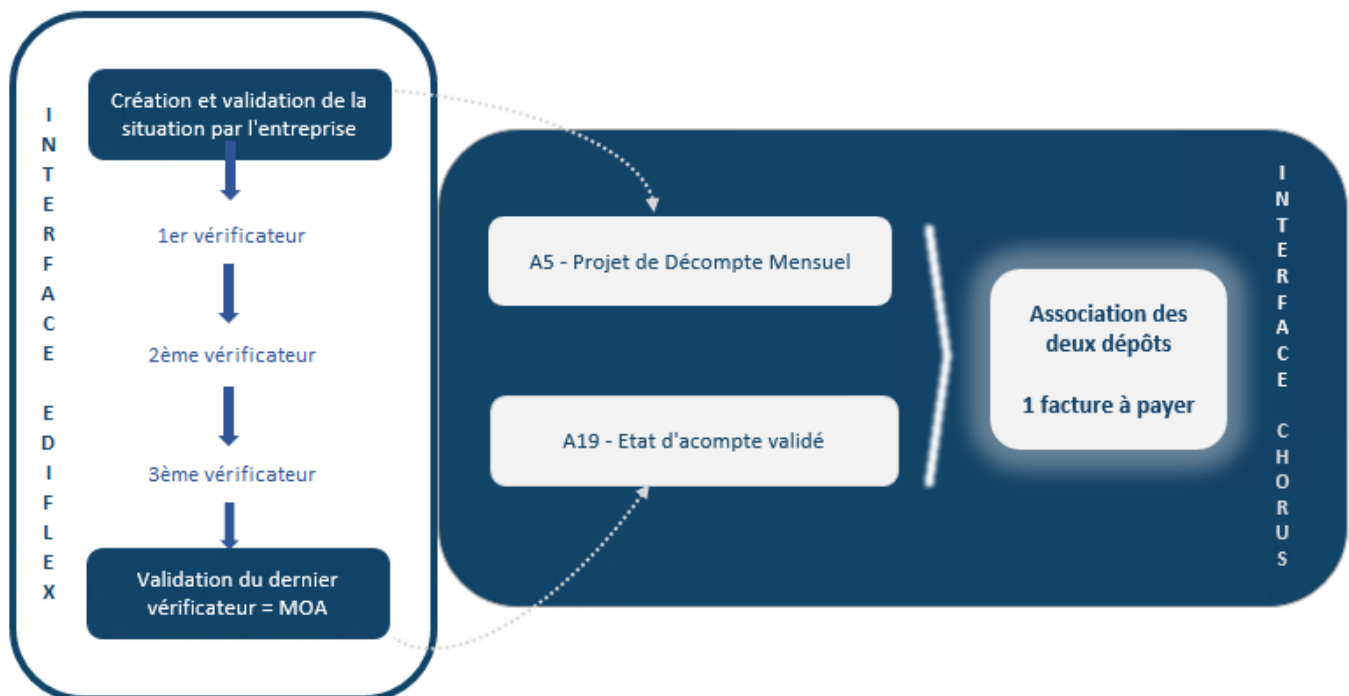 INTERFACE EDIFLEX
Création et validation de la
situation par l'entreprise
1er vérificateur
2ème vérificateur
3ème vérificateur
Validation du dernier
vérificateur = MOA
A5 - Projet de Décompte Mensuel
A19 - Etat d'acompte validé
Association des
deux dépôts
1 facture à payer
INTERFACE CHORUS